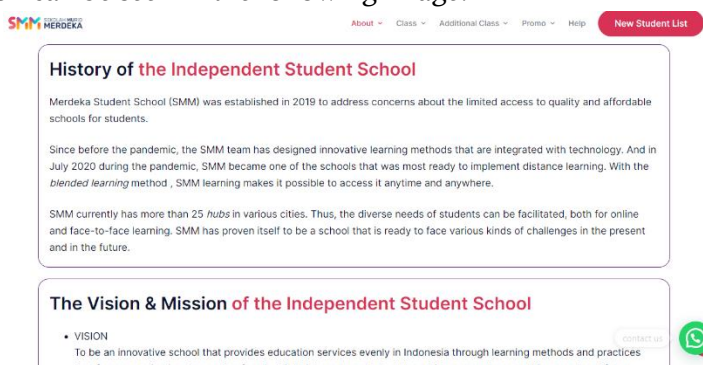 SMM MERDEKA
About Class Additional Class Promo Help New Student List
History of the Independent Student School
Merdeka Student School (SMM) was established in 2019 to address concerns about the limited access to quality and affordable
schools for students.
Since before the pandemic, the SMM team has designed innovative learning methods that are integrated with technology. And in
July 2020 during the pandemic, SMM became one of the schools that was most ready to implement distance learning. With the
blended learning method , SMM learning makes it possible to access it anytime and anywhere.
SMM currently has more than 25 hubs in various cities. Thus, the diverse needs of students can be facilitated, both for online
and face-to-face learning. SMM has proven itself to be a school that is ready to face various kinds of challenges in the present
and in the future.
The Vision & Mission of the Independent Student School
• VISION
To be an innovative school that provides education services evenly in Indonesia through learning methods and practices
contact us